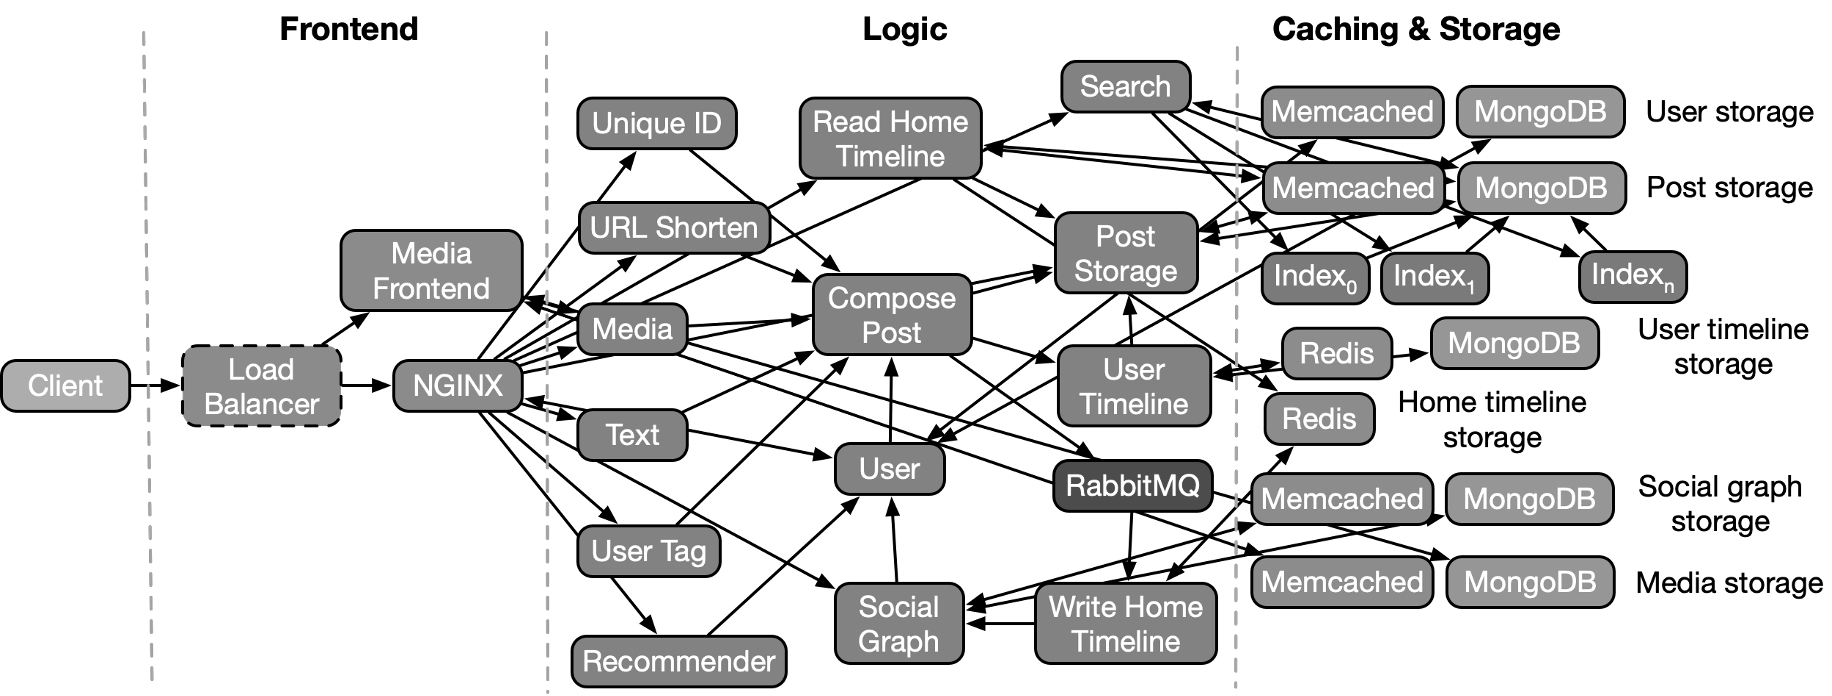 Frontend
Logic
Caching & Storage
Client
Load
Balancer
Media
Frontend
NGINX
Unique ID
URL Shorten
Media
Text
User Tag
Recommender
Read Home
Timeline
Compose
Post
User
Social
Graph
Search
Post
Storage
User
Timeline
RabbitMQ
Write Home
Timeline
Memcached
MongoDB
User storage
Memcached
MongoDB
Post storage
Index0
Index1
Indexn
Redis
MongoDB
User timeline
storage
Redis
Home timeline
storage
Memcached
MongoDB
Social graph
storage
Memcached
MongoDB
Media storage